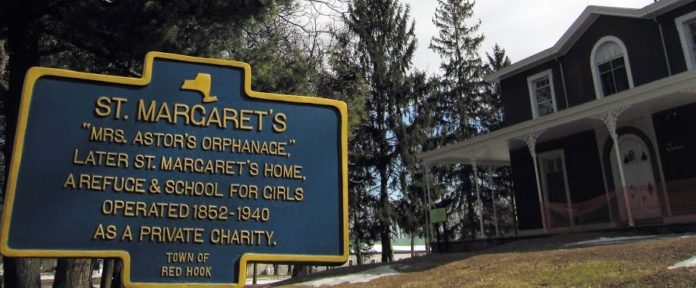 ST. MARGARET'S
"MRS. ASTOR'S ORPHANAGE,"
LATER ST. MARGARET'S HOME,
A REFUGE & SCHOOL FOR GIRLS
OPERATED 1852-1940
AS A PRIVATE CHARITY.
TOWN OF
RED HOOK